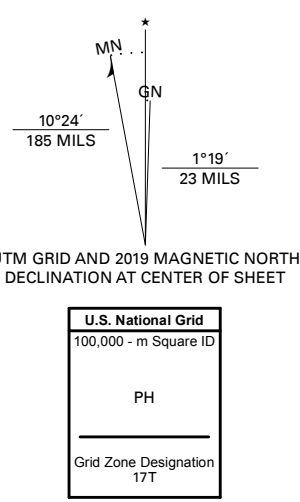 ★
MN
GN
10°24´
185 MILS
1°19´
23 MILS
UTM GRID AND 2019 MAGNETIC NORTH
DECLINATION AT CENTER OF SHEET
U.S. National Grid
100,000 - m Square ID
PH
Grid Zone Designation
17T